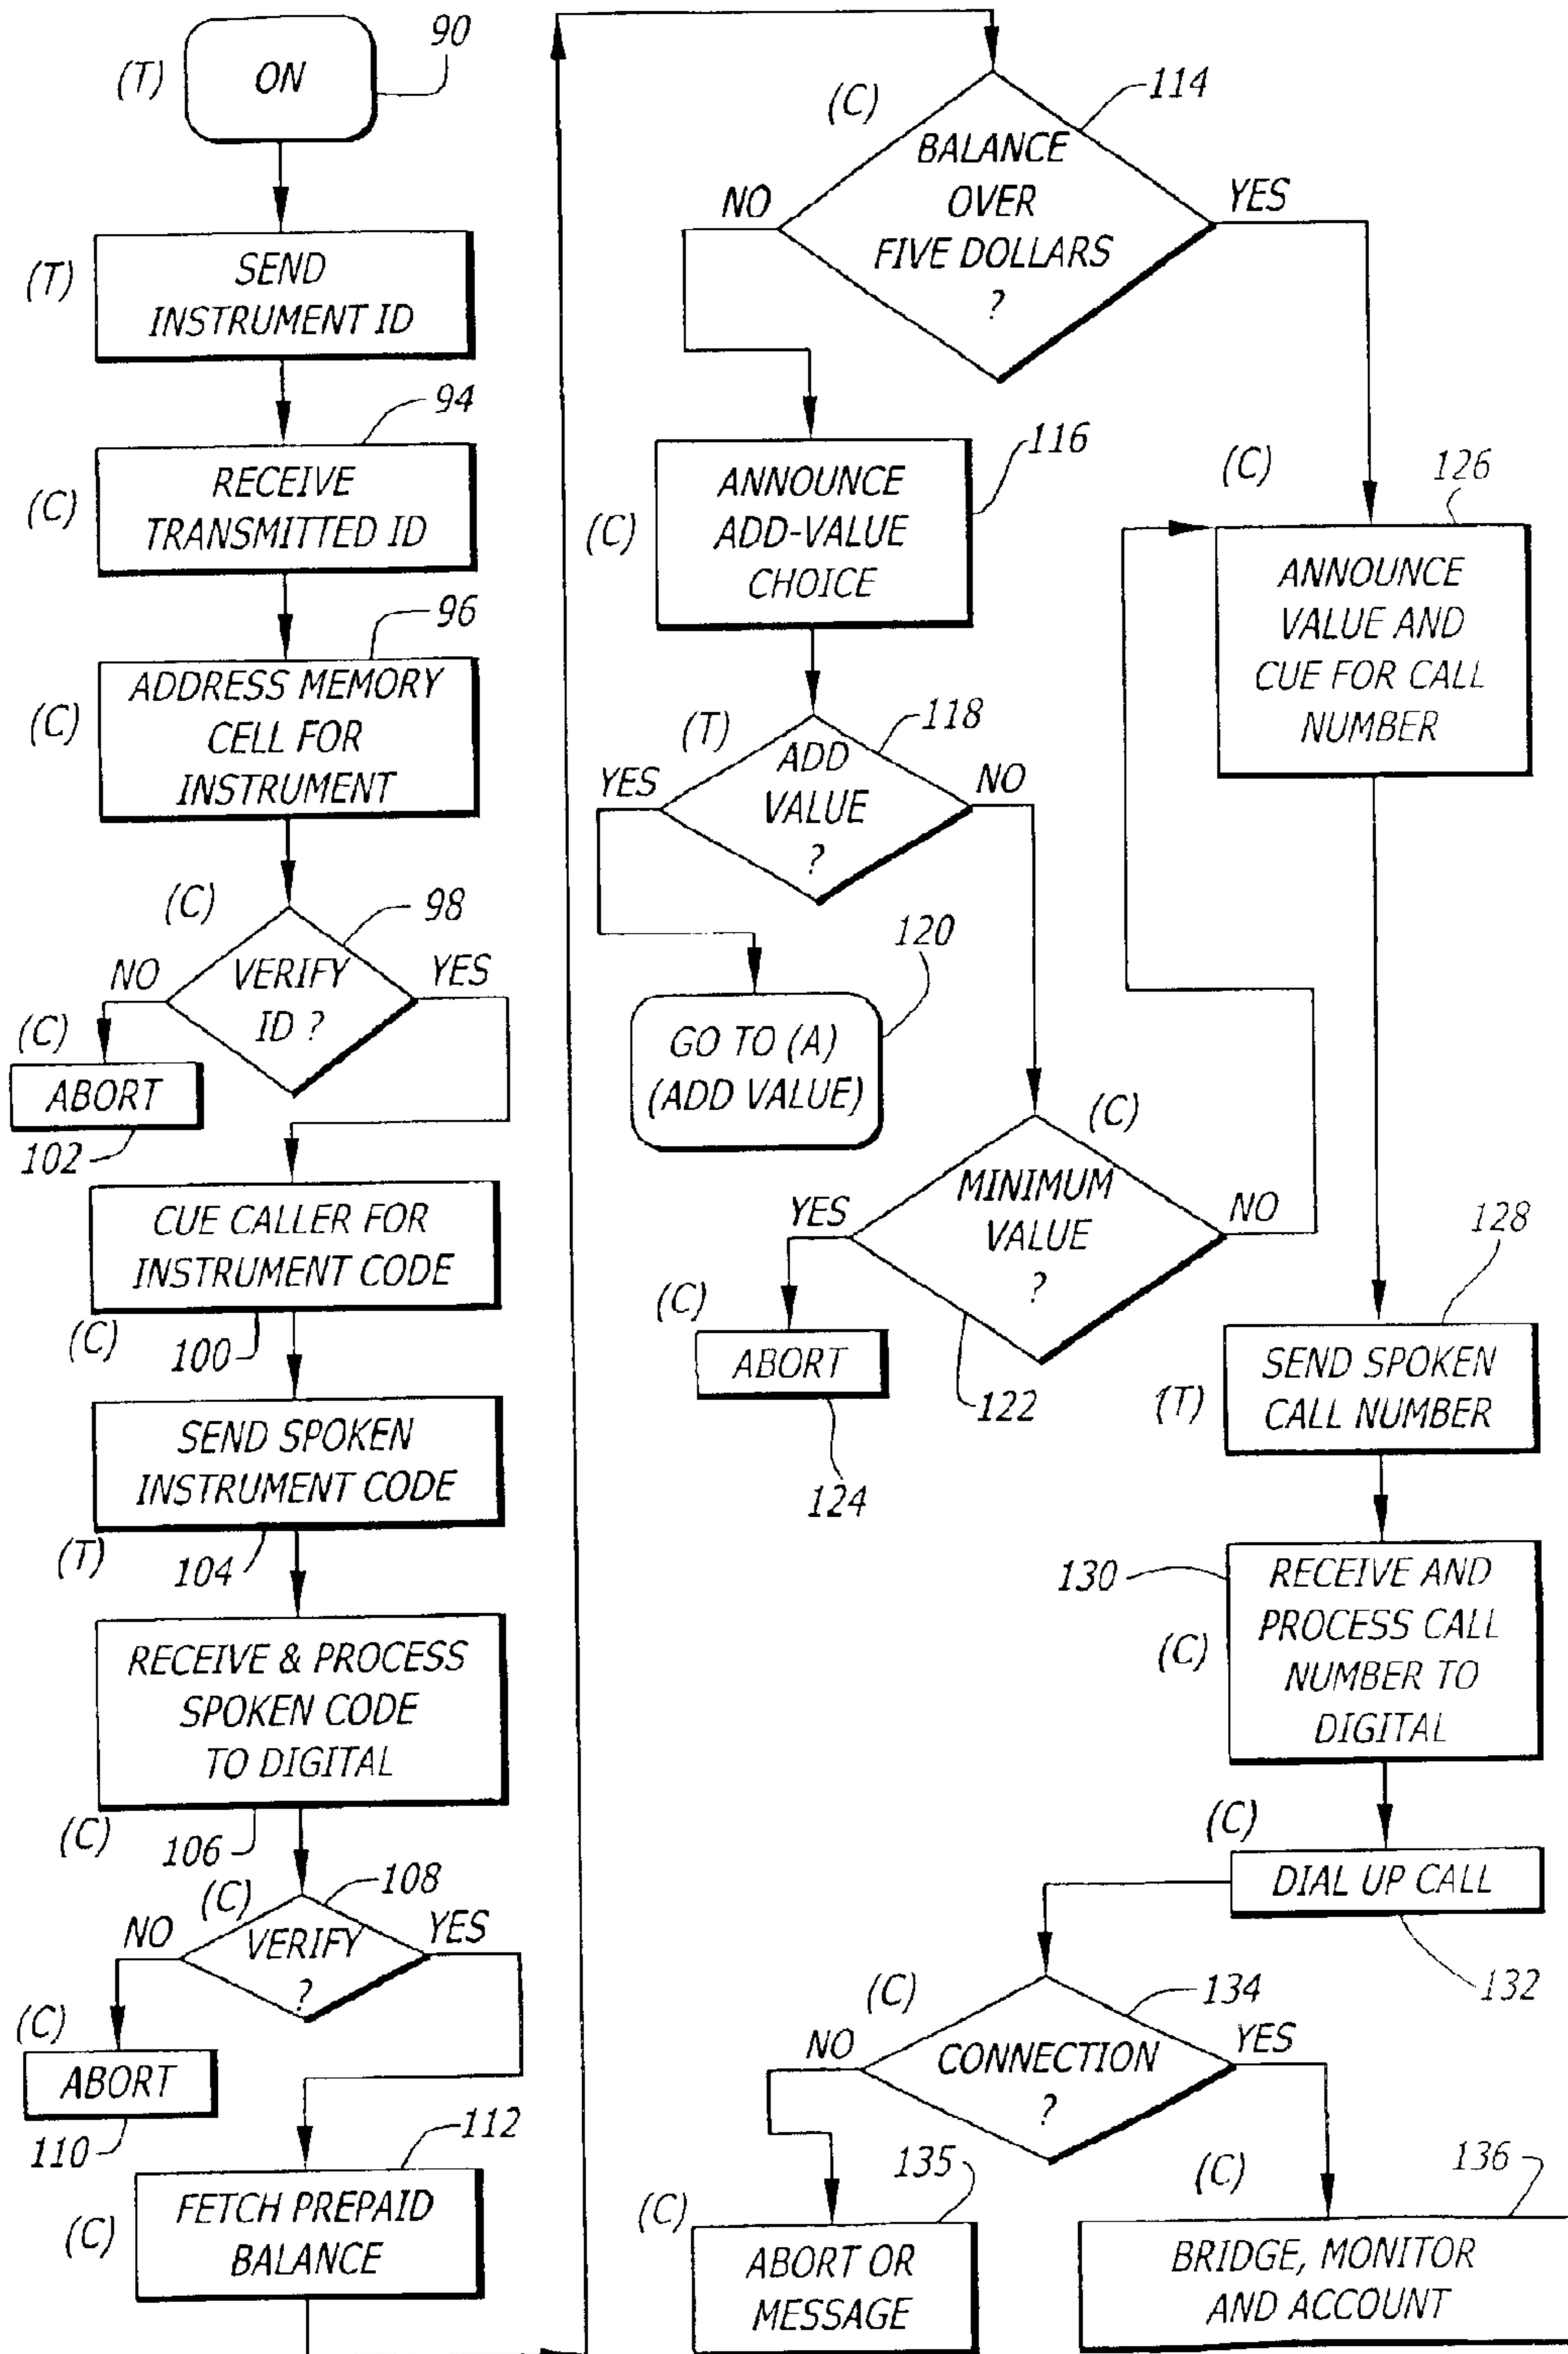 90
(T)
ON
(T)
SEND
INSTRUMENT ID
94
(C)
RECEIVE
TRANSMITTED ID
96
(C)
ADDRESS MEMORY
CELL FOR
INSTRUMENT
(C)
98
NO
VERIFY
ID ?
YES
(C)
ABORT
102
CUE CALLER FOR
INSTRUMENT CODE
(C)
100
SEND SPOKEN
INSTRUMENT CODE
(T)
104
RECEIVE & PROCESS
SPOKEN CODE
TO DIGITAL
(C)
106
(C)
108
NO
VERIFY
?
YES
(C)
ABORT
110
112
(C)
FETCH PREPAID
BALANCE
(C)
114
BALANCE
OVER
FIVE DOLLARS
?
NO
YES
116
(C)
ANNOUNCE
ADD-VALUE
CHOICE
(T)
118
YES
ADD
VALUE
?
NO
120
GO TO (A)
(ADD VALUE)
(C)
MINIMUM
VALUE
?
YES
NO
122
(C)
ABORT
124
(C)
126
ANNOUNCE
VALUE AND
CUE FOR CALL
NUMBER
128
(T)
SEND SPOKEN
CALL NUMBER
130
(C)
RECEIVE AND
PROCESS CALL
NUMBER TO
DIGITAL
(C)
DIAL UP CALL
132
(C)
134
NO
CONNECTION
?
YES
135
(C)
ABORT OR
MESSAGE
(C)
136
BRIDGE, MONITOR
AND ACCOUNT